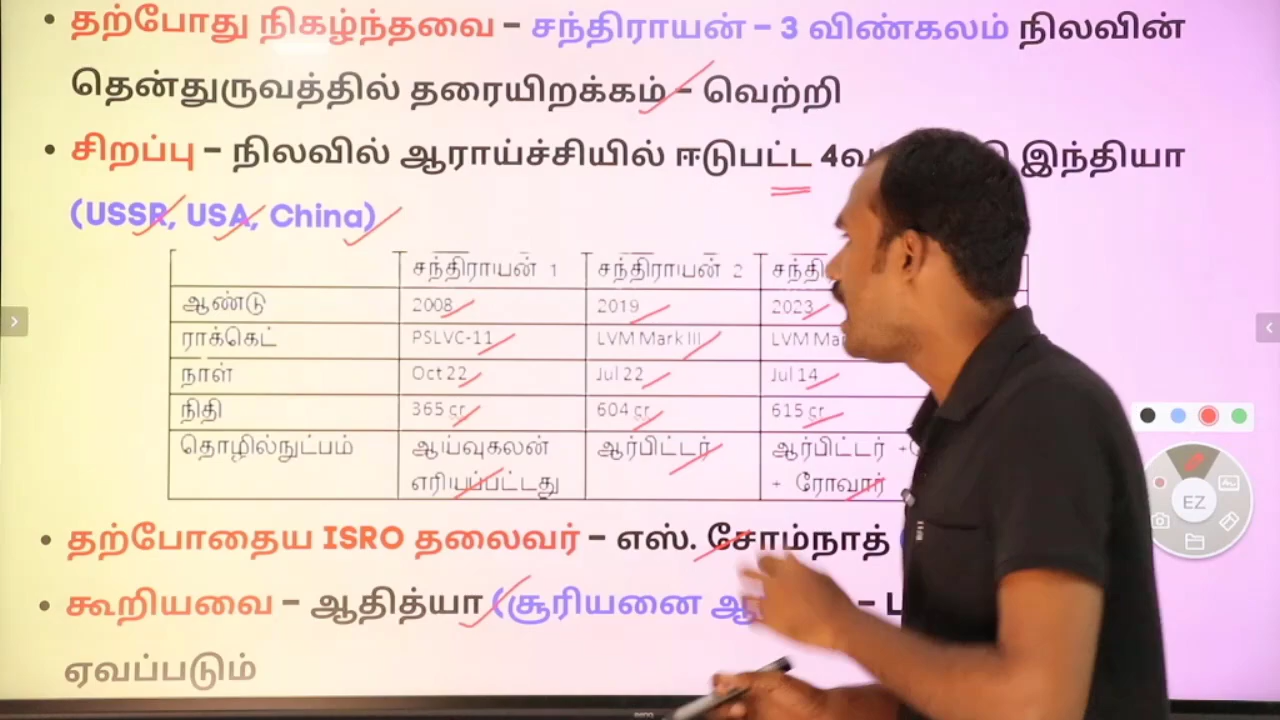 • தற்போது நிகழ்ந்தவை – சந்திராயன் – 3 விண்கலம் நிலவின்
தென்துருவத்தில் தரையிறக்கம் – வெற்றி
• சிறப்பு – நிலவில் ஆராய்ச்சியில் ஈடுபட்ட இந்தியா
(USSR, USA, China)
சந்திராயன் 1 சந்திராயன் 2
ஆண்டு 2008 2019 2023
ராக்கெட் PSLVC-11 LVM Mark III LVM
நாள் Oct 22 Jul 22 Jul 14
நிதி 365 cr 604 cr 615 cr
தொழில்நுட்பம் ஆய்வுகலன் ஆர்பிட்டர் ஆர்பிட்டர் +
எரியப்பட்டது + ரோவார்
• தற்போதைய ISRO தலைவர் – எஸ். சோம்நாத்
EZ
• கூறியவை – ஆதித்யா (சூரியனை –
ஏவப்படும்